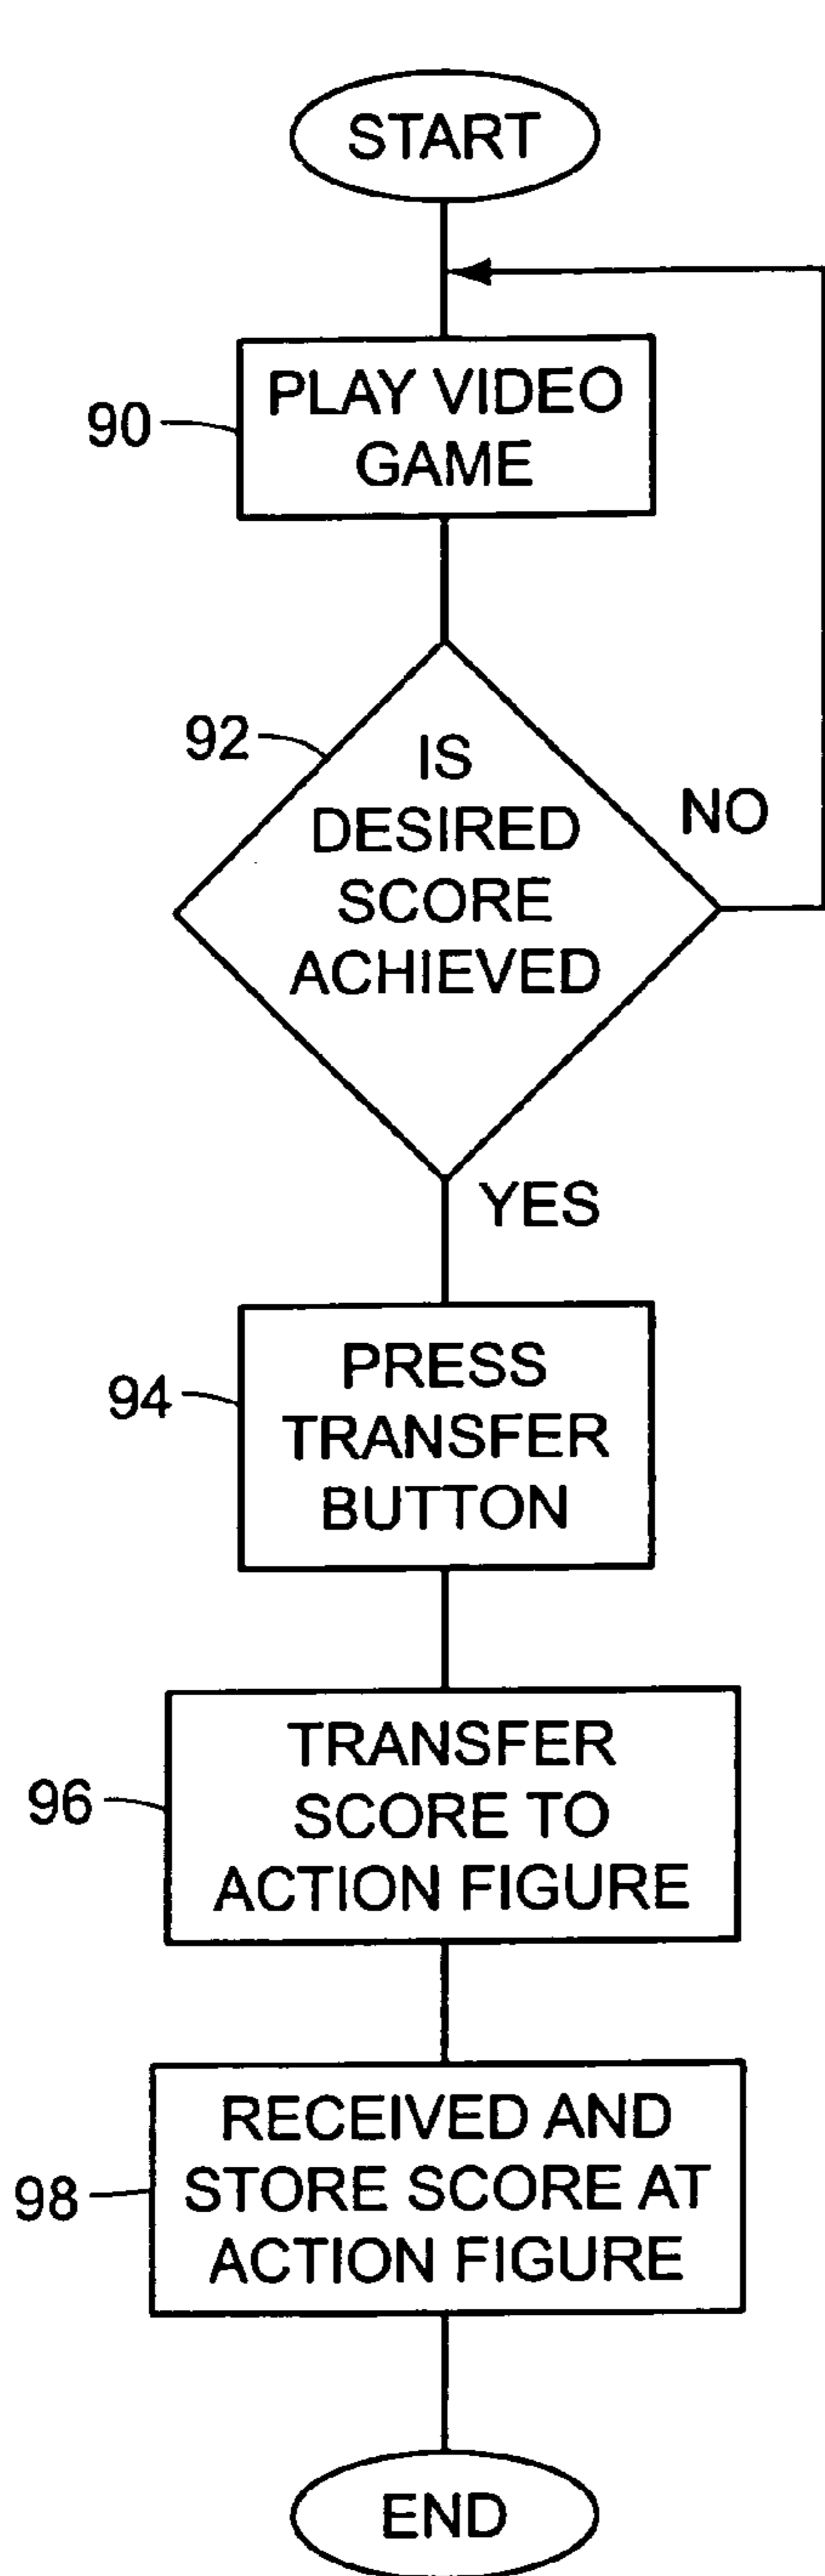 START
90
PLAY VIDEO
GAME
92
IS
DESIRED
SCORE
ACHIEVED
NO
YES
94
PRESS
TRANSFER
BUTTON
96
TRANSFER
SCORE TO
ACTION FIGURE
98
RECEIVED AND
STORE SCORE AT
ACTION FIGURE
END